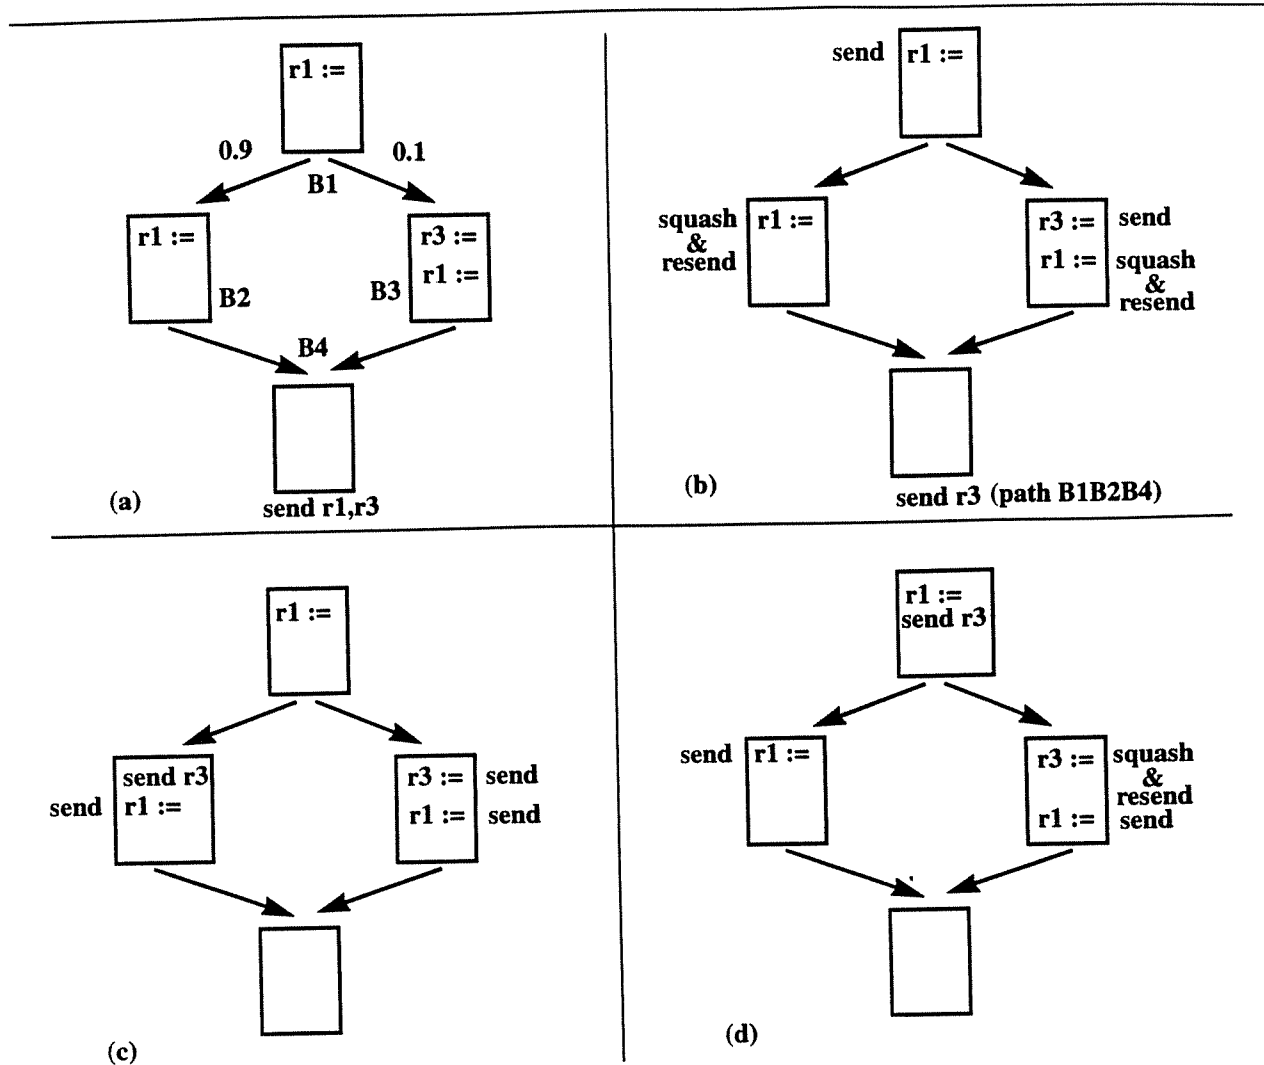 r1 :=
0.9
0.1
B1
r1 :=
B2
r3 :=
r1 :=
B3
B4
send r1,r3
(a)
send
r1 :=
squash
&
resend
r1 :=
r3 :=
send
r1 :=
squash
&
resend
send r3 (path B1B2B4)
(b)
r1 :=
send r3
send
r1 :=
r3 :=
send
r1 :=
send
(c)
r1 :=
send r3
send
r1 :=
r3 :=
squash
&
resend
r1 :=
send
(d)